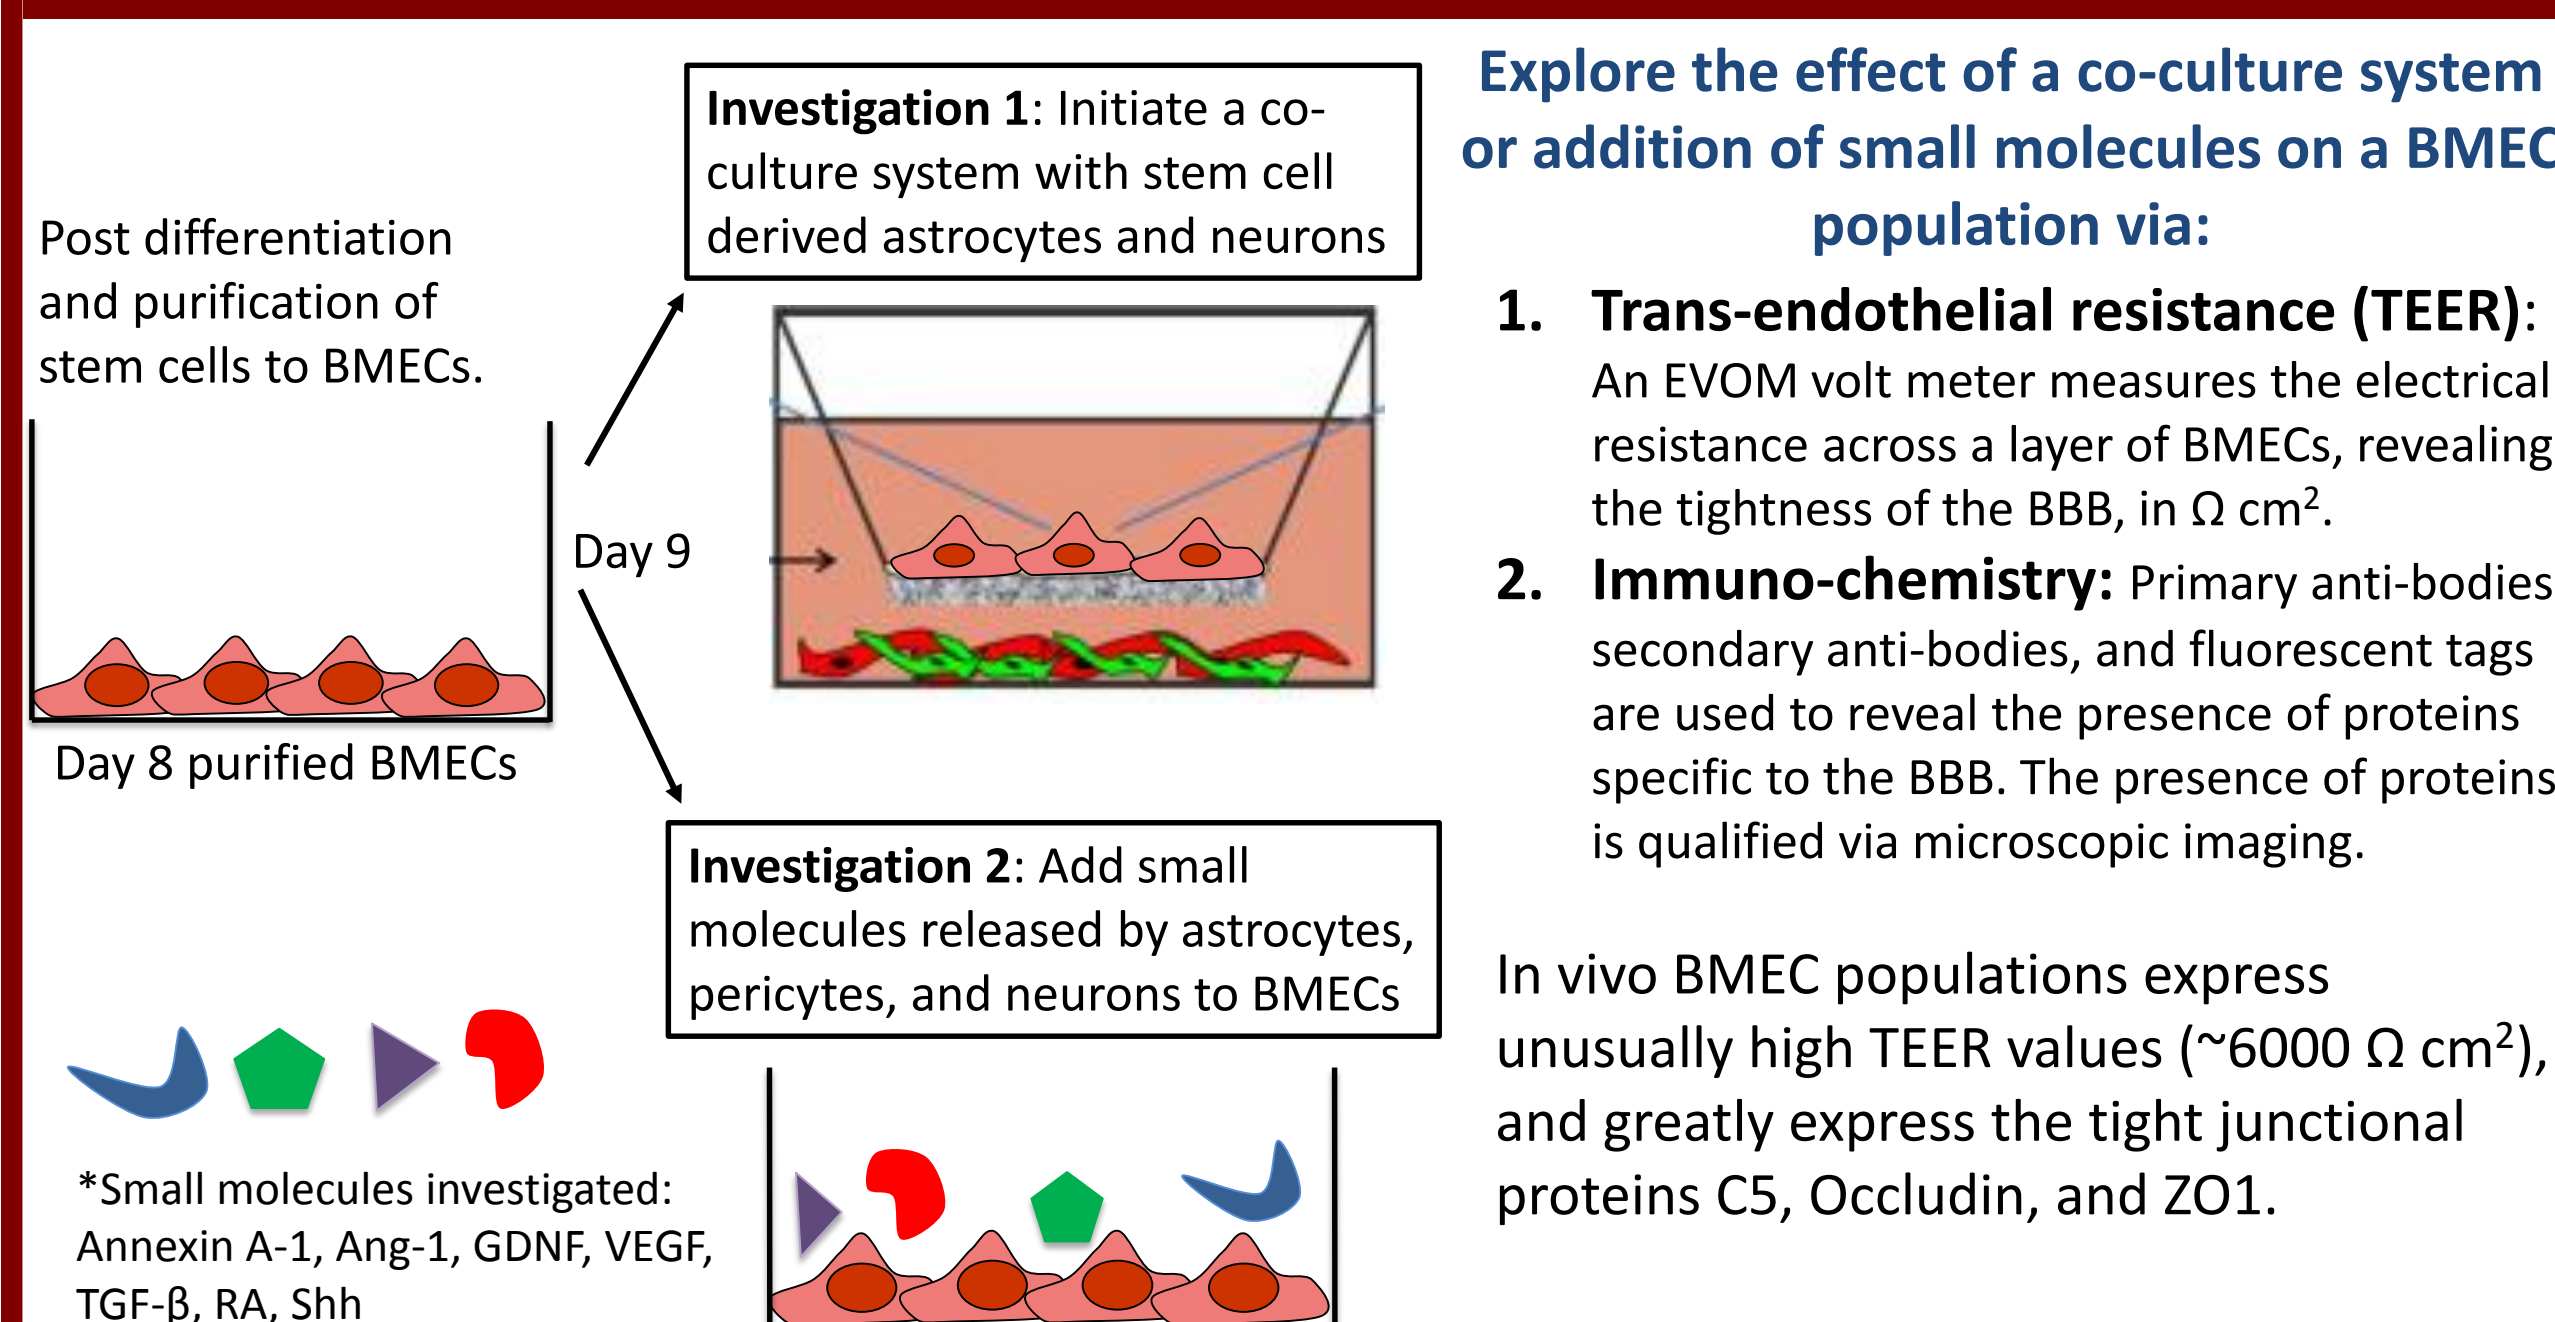 Post differentiation
and purification of
stem cells to BMECs.
Day 8 purified BMECs
Day 9
Investigation 1: Initiate a co-
culture system with stem cell
derived astrocytes and neurons
Investigation 2: Add small
molecules released by astrocytes,
pericytes, and neurons to BMECs
*Small molecules investigated:
Annexin A-1, Ang-1, GDNF, VEGF,
TGF-β, RA, Shh
Explore the effect of a co-culture system
or addition of small molecules on a BMEC
population via:
1. Trans-endothelial resistance (TEER):
An EVOM volt meter measures the electrical
resistance across a layer of BMECs, revealing
the tightness of the BBB, in Ω cm².
2. Immuno-chemistry: Primary anti-bodies
secondary anti-bodies, and fluorescent tags
are used to reveal the presence of proteins
specific to the BBB. The presence of proteins
is qualified via microscopic imaging.
In vivo BMEC populations express
unusually high TEER values (~6000 Ω cm²),
and greatly express the tight junctional
proteins C5, Occludin, and ZO1.